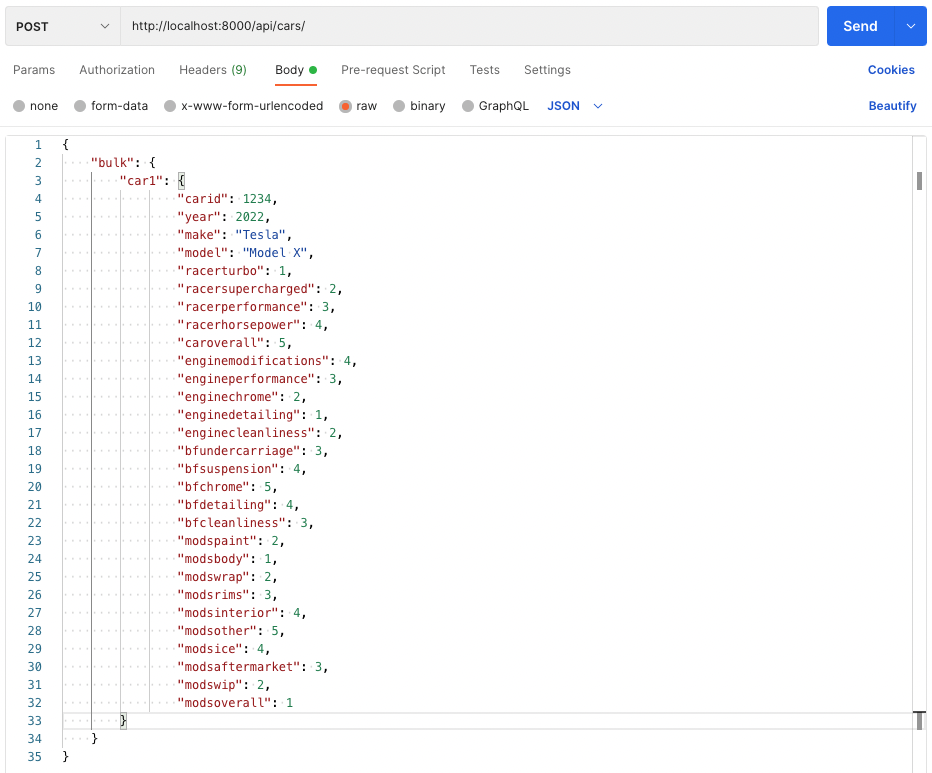 POST http://localhost:8000/api/cars/ Send
Params Authorization Headers (9) Body Pre-request Script Tests Settings Cookies
none form-data x-www-form-urlencoded raw binary GraphQL JSON Beautify
1 {
2 "bulk": {
3 "car1": {
4 "carid": 1234,
5 "year": 2022,
6 "make": "Tesla",
7 "model": "Model X",
8 "racerturbo": 1,
9 "racersupercharged": 2,
10 "racerperformance": 3,
11 "racerhorsepower": 4,
12 "caroverall": 5,
13 "enginemodifications": 4,
14 "engineperformance": 3,
15 "enginechrome": 2,
16 "enginedetailing": 1,
17 "enginecleanliness": 2,
18 "bfundercarriage": 3,
19 "bfsuspension": 4,
20 "bfchrome": 5,
21 "bfdetailing": 4,
22 "bfcleanliness": 3,
23 "modspaint": 2,
24 "modsbody": 1,
25 "modswrap": 2,
26 "modsrims": 3,
27 "modsinterior": 4,
28 "modsother": 5,
29 "modsice": 4,
30 "modsaftermarket": 3,
31 "modswip": 2,
32 "modsoverall": 1
33 }
34 }
35 }